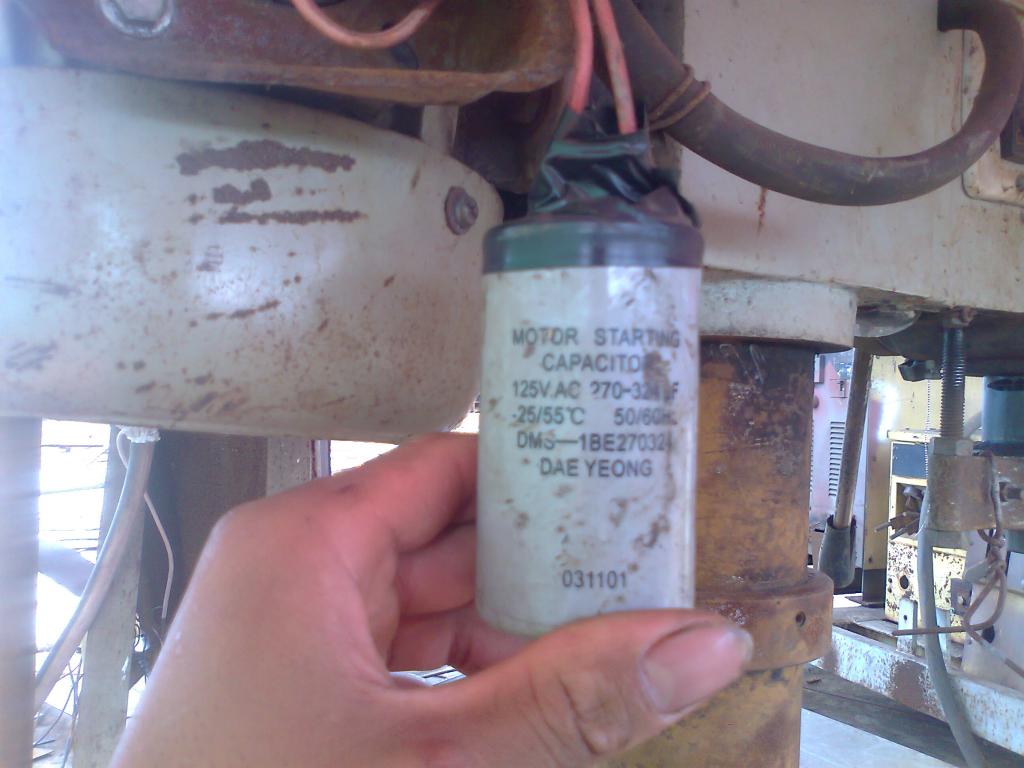 MOTOR STARTING
CAPACITOR
125V.AC 270-324µF
-25/55℃ 50/60Hz
DMS—1BE270324
DAE YEONG
031101